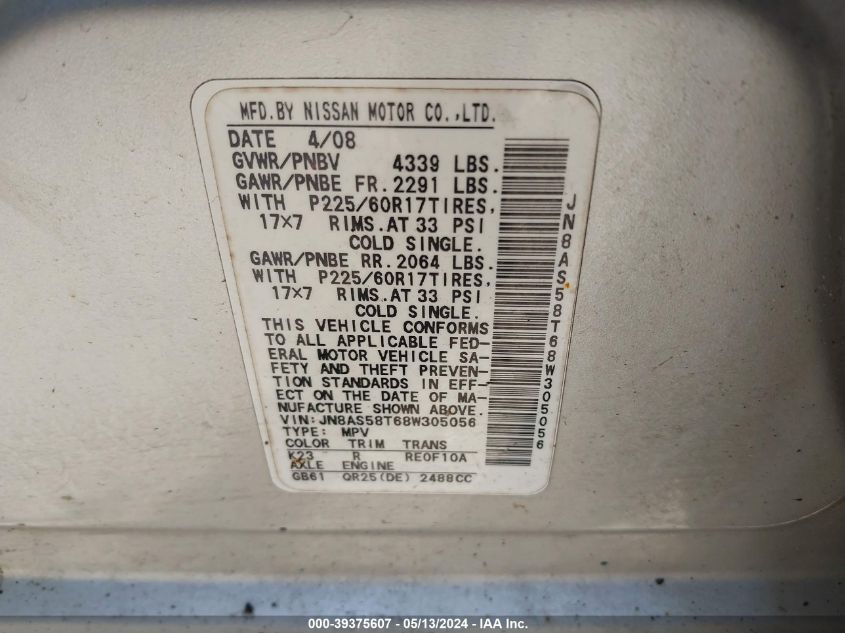 MFD.BY NISSAN MOTOR CO.,LTD.
DATE 4/08
GVWR/PNBV 4339 LBS.
GAWR/PNBE FR.2291 LBS.
WITH P225/60R17TIRES,
17×7 RIMS.AT 33 PSI
COLD SINGLE.
GAWR/PNBE RR.2064 LBS.
WITH P225/60R17TIRES,
17×7 RIMS.AT 33 PSI
COLD SINGLE.
THIS VEHICLE CONFORMS
TO ALL APPLICABLE FED-
ERAL MOTOR VEHICLE SA-
FETY AND THEFT PREVEN-
TION STANDARDS IN EFF-
ECT ON THE DATE OF MA-
NUFACTURE SHOWN ABOVE.
VIN:JN8AS58T68W305056
TYPE: MPV
COLOR TRIM TRANS
K23 R RE0F10A
AXLE ENGINE
GB61 QR25(DE) 2488CC
JN8AS58T68W305056
000-39375607 - 05/13/2024 - IAA Inc.